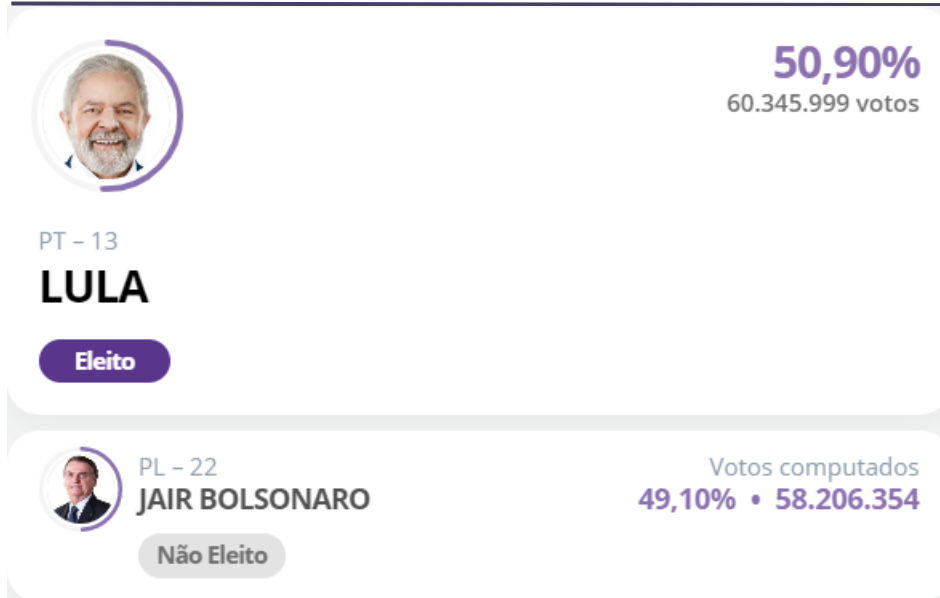 50,90%
60.345.999 votos
PT – 13
LULA
Eleito
PL – 22
JAIR BOLSONARO
Votos computados
49,10% • 58.206.354
Não Eleito